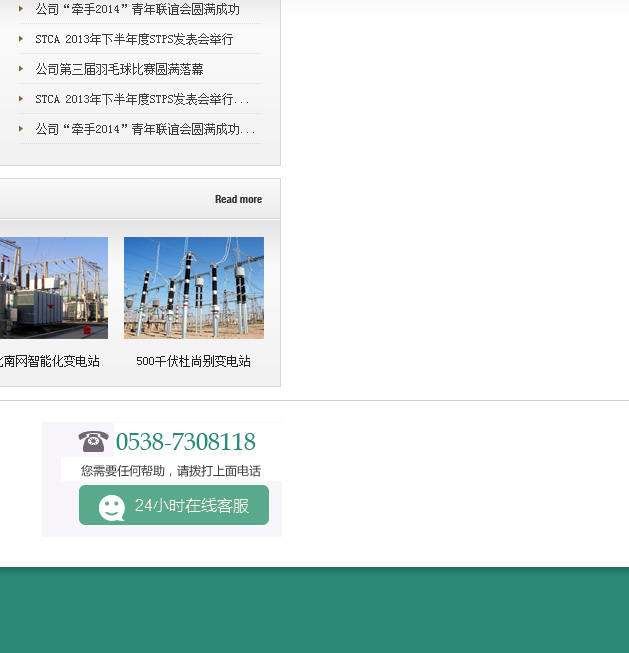 公司“牵手2014”青年联谊会圆满成功
STCA 2013年下半年度STPS发表会举行
公司第三届羽毛球比赛圆满落幕
STCA 2013年下半年度STPS发表会举行...
公司“牵手2014”青年联谊会圆满成功...
Read more
南网智能化变电站
500千伏杜尚别变电站
0538-7308118
您需要任何帮助，请拨打上面电话
24小时在线客服